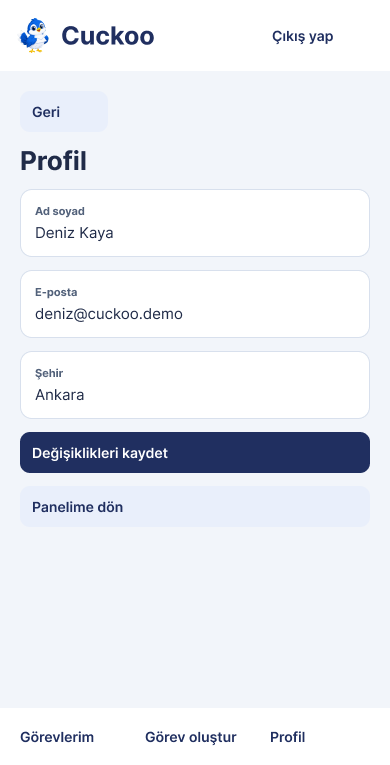 Cuckoo
Çıkış yap
Geri
Profil
Ad soyad
Deniz Kaya
E-posta
deniz@cuckoo.demo
Şehir
Ankara
Değişiklikleri kaydet
Panelime dön
Görevlerim
Görev oluştur
Profil